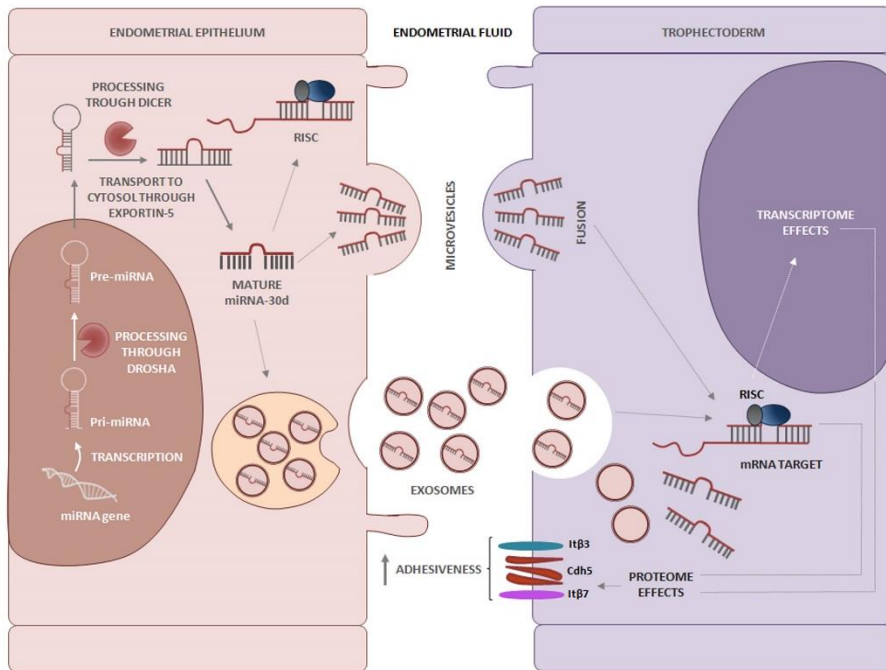 ENDOMETRIAL EPITHELIUM
ENDOMETRIAL FLUID
TROPHECTODERM
PROCESSING
TROUGH DICER
RISC
TRANSPORT TO
CYTOSOL THROUGH
EXPORTIN-5
MATURE
miRNA-30d
Pre-miRNA
PROCESSING
THROUGH
DROSHA
Pri-miRNA
TRANSCRIPTION
miRNA gene
MICROVESICLES
FUSION
EXOSOMES
TRANSCRIPTOME
EFFECTS
RISC
mRNA TARGET
ADHESIVENESS
Itβ3
Cdh5
Itβ7
PROTEOME
EFFECTS